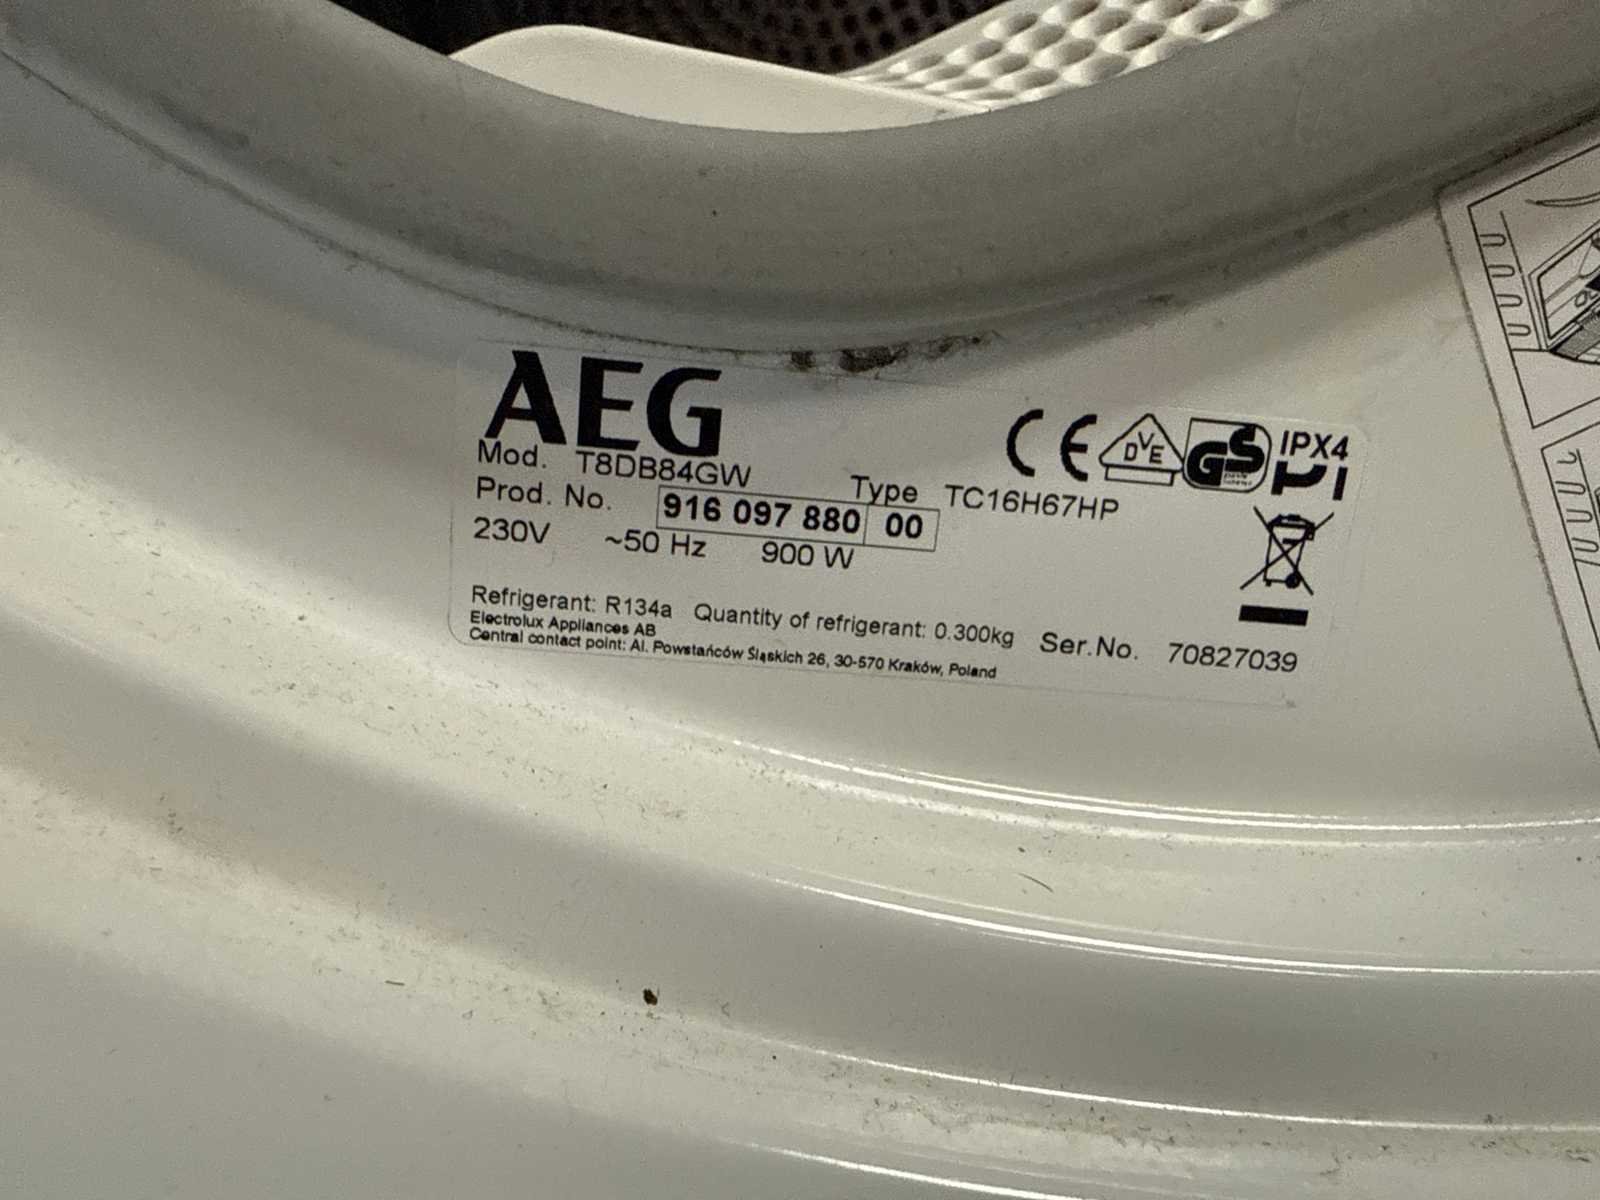 AEG
Mod. T8DB84GW
CE DVE GS IPX4
Type TC16H67HP
Prod. No. 916 097 880 00
230V ~50 Hz 900 W
Refrigerant: R134a Quantity of refrigerant: 0.300kg Ser.No. 70827039
Electrolux Appliances AB
Central contact point: Al. Powstańców Śląskich 26, 30-570 Kraków, Poland